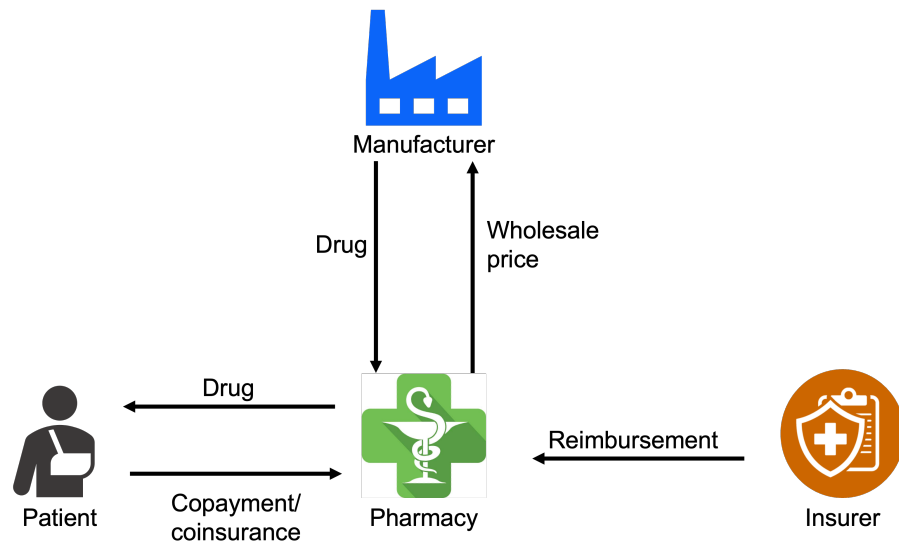 Manufacturer
Drug
Wholesale
price
Drug
Reimbursement
Copayment/
coinsurance
Patient
Pharmacy
Insurer